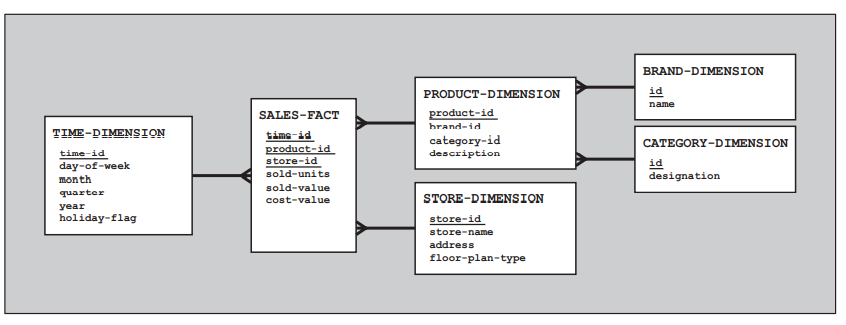 TIME-DIMENSION
time-id
day-of-week
month
quarter
year
holiday-flag
SALES-FACT
time-id
product-id
store-id
sold-units
sold-value
cost-value
PRODUCT-DIMENSION
product-id
brand-id
category-id
description
STORE-DIMENSION
store-id
store-name
address
floor-plan-type
BRAND-DIMENSION
id
name
CATEGORY-DIMENSION
id
designation